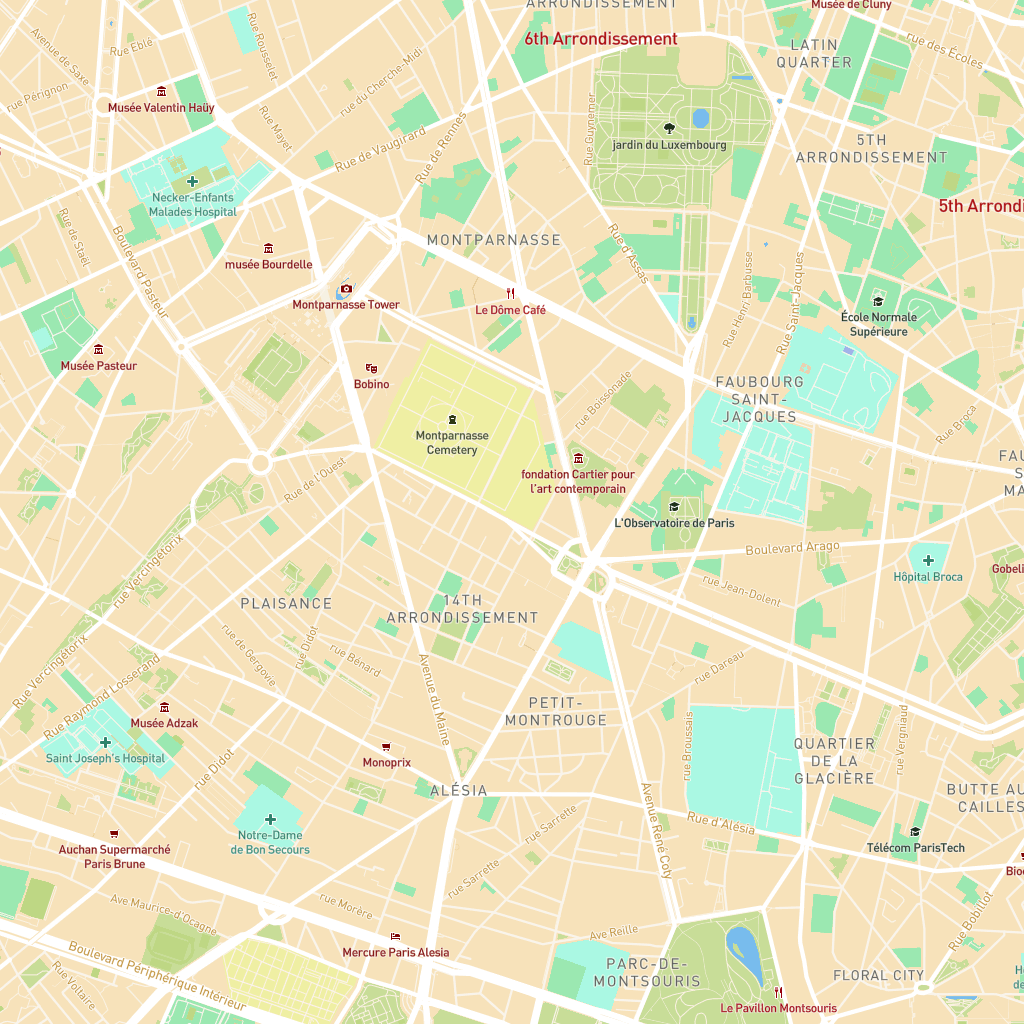 ARRONDISSEMENT
Musée de Cluny
Avenue de Saxe
Rue Eblé
Rue Rousselet
6th Arrondissement
LATIN
QUARTER
rue des Écoles
rue Pérignon
Musée Valentin Haüy
rue du Cherche-Midi
Rue Mayet
Rue de Vaugirard
Rue de Rennes
Rue Guynemer
jardin du Luxembourg
5TH
ARRONDISSEMENT
Necker-Enfants
Malades Hospital
5th Arrondi
Rue de Staël
Boulevard Pasteur
MONTPARNASSE
Rue d'Assas
musée Bourdelle
Rue Henri Barbusse
Rue Saint-Jacques
Montparnasse Tower
Le Dôme Café
École Normale
Supérieure
Musée Pasteur
Bobino
rue Boissonade
FAUBOURG
SAINT-
JACQUES
Rue Broca
Montparnasse
Cemetery
fondation Cartier pour
l'art contemporain
Rue de l'Ouest
FAU
S
MA
L'Observatoire de Paris
rue Vercingétorix
Boulevard Arago
Hôpital Broca
Gobeli
PLAISANCE
14TH
ARRONDISSEMENT
rue Jean-Dolent
Rue Vercingétorix
rue de Gergovie
rue Didot
rue Bénard
Avenue du Maine
rue Dareau
Rue Raymond Losserand
Musée Adzak
PETIT-
MONTROUGE
rue Broussais
rue Vergniaud
Saint Joseph's Hospital
rue Didot
Monoprix
QUARTIER
DE LA
GLACIÈRE
ALÉSIA
Avenue René Coty
BUTTE AU
CAILLES
Notre-Dame
de Bon Secours
rue Sarrette
Rue d'Alésia
Auchan Supermarché
Paris Brune
Télécom ParisTech
Bioc
rue Sarrette
Ave Maurice-d'Ocagne
rue Morère
Rue Bobillot
Ave Reille
Boulevard Périphérique Intérieur
Mercure Paris Alesia
PARC-DE-
MONTSOURIS
FLORAL CITY
Rue Voltaire
Le Pavillon Montsouris